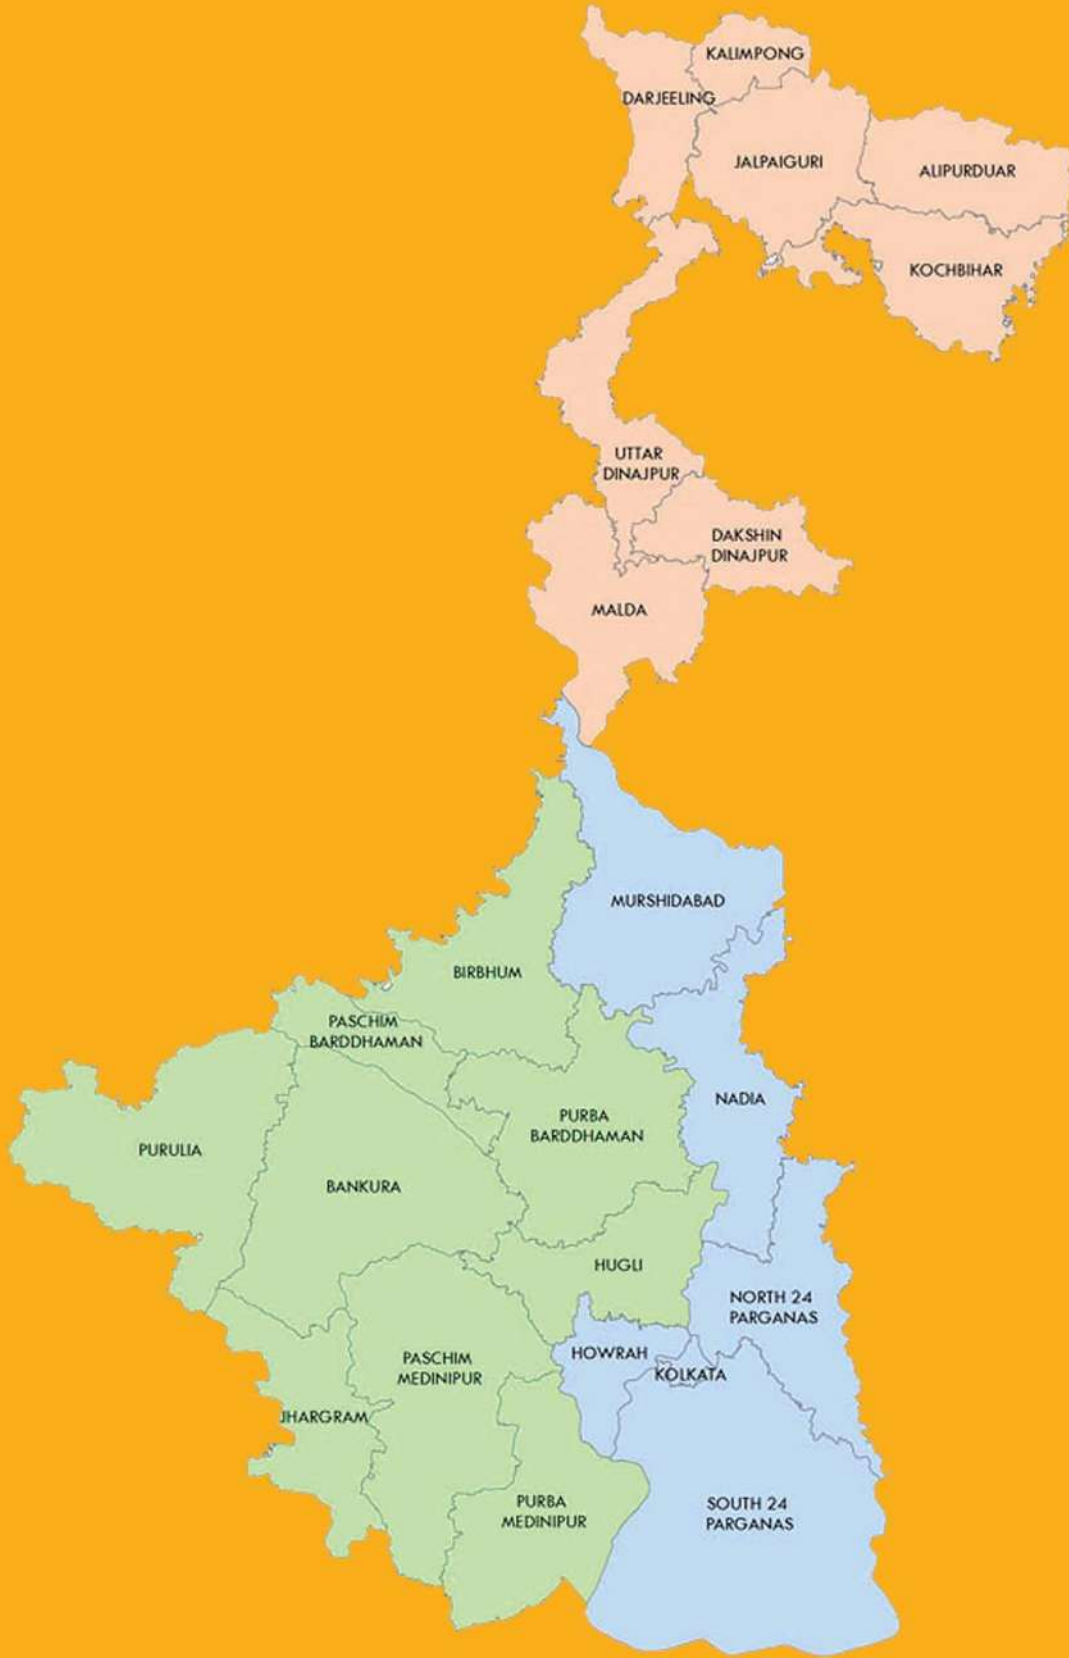 KALIMPONG
DARJEELING
JALPAIGURI
ALIPURDUAR
KOCHBIHAR
UTTAR
DINAJPUR
DAKSHIN
DINAJPUR
MALDA
MURSHIDABAD
BIRBHUM
PASCHIM
BARDDHAMAN
NADIA
PURBA
BARDDHAMAN
PURULIA
BANKURA
HUGLI
NORTH 24
PARGANAS
HOWRAH
PASCHIM
MEDINIPUR
KOLKATA
JHARGRAM
PURBA
MEDINIPUR
SOUTH 24
PARGANAS